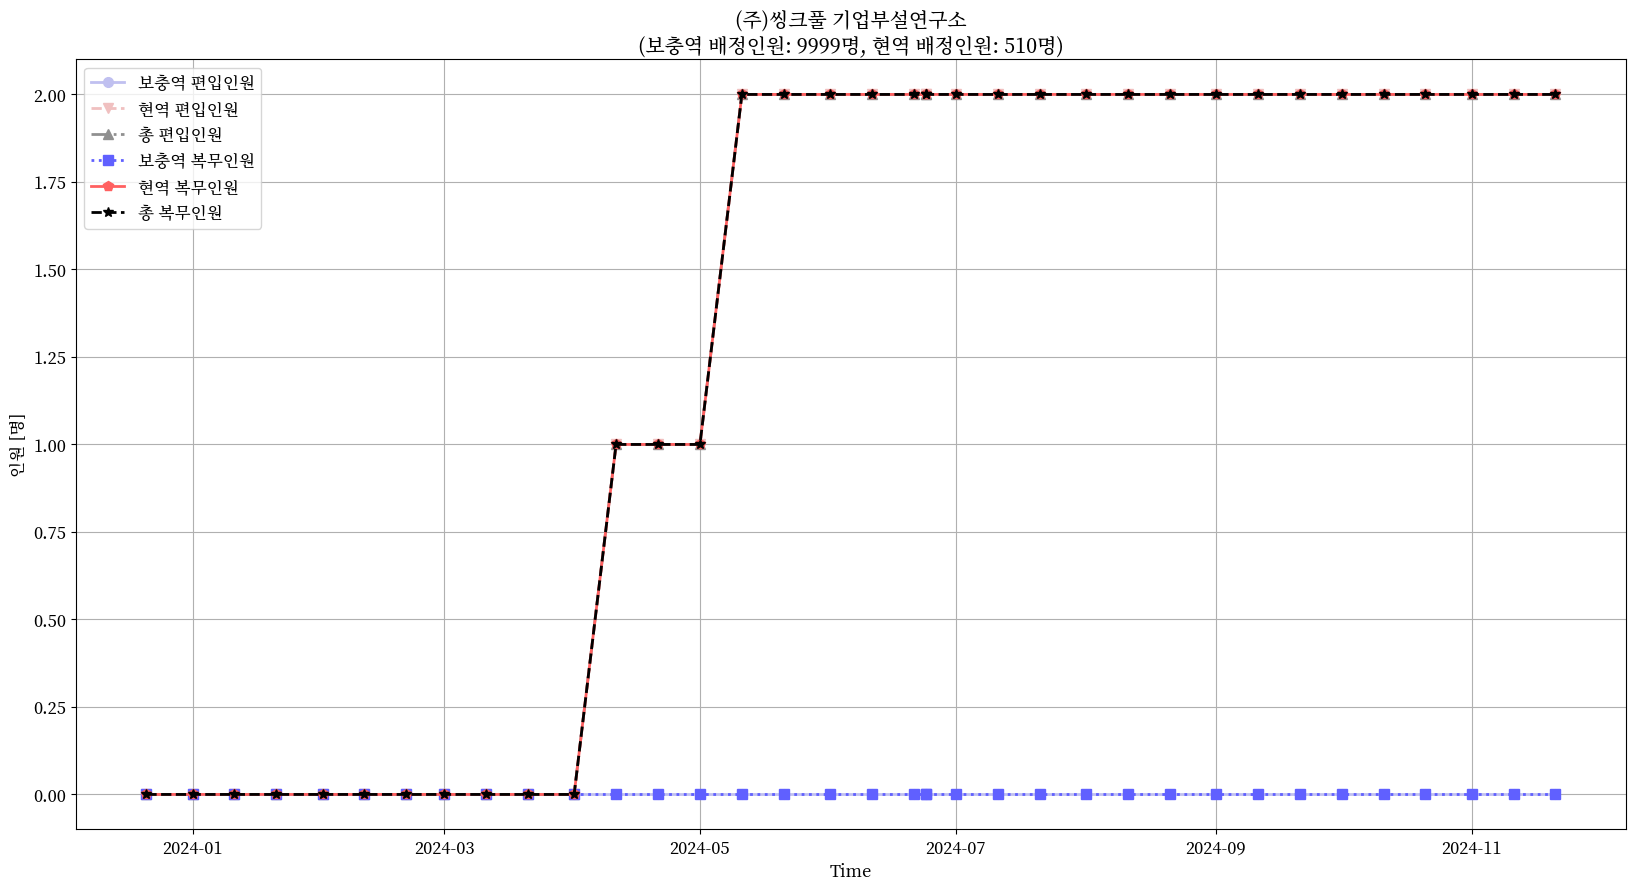 (주)씽크풀 기업부설연구소
(보충역 배정인원: 9999명, 현역 배정인원: 510명)
보충역 편입인원
현역 편입인원
총 편입인원
보충역 복무인원
현역 복무인원
총 복무인원
2.00
1.75
1.50
1.25
1.00
0.75
0.50
0.25
0.00
인원 [명]
2024-01
2024-03
2024-05
2024-07
2024-09
2024-11
Time